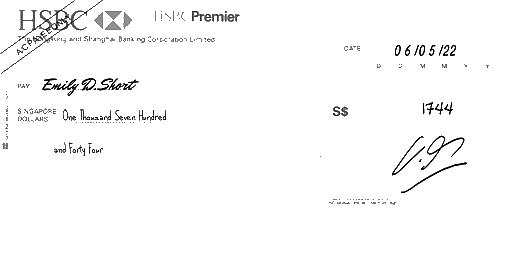 HSBC HSBC Premier
The Hongkong and Shanghai Banking Corporation Limited
A/C PAYEE ONLY
DATE 06/05/22
D D M M Y Y
PAY Emily D. Short
SINGAPORE DOLLARS One Thousand Seven Hundred
and Forty Four
S$ 1744